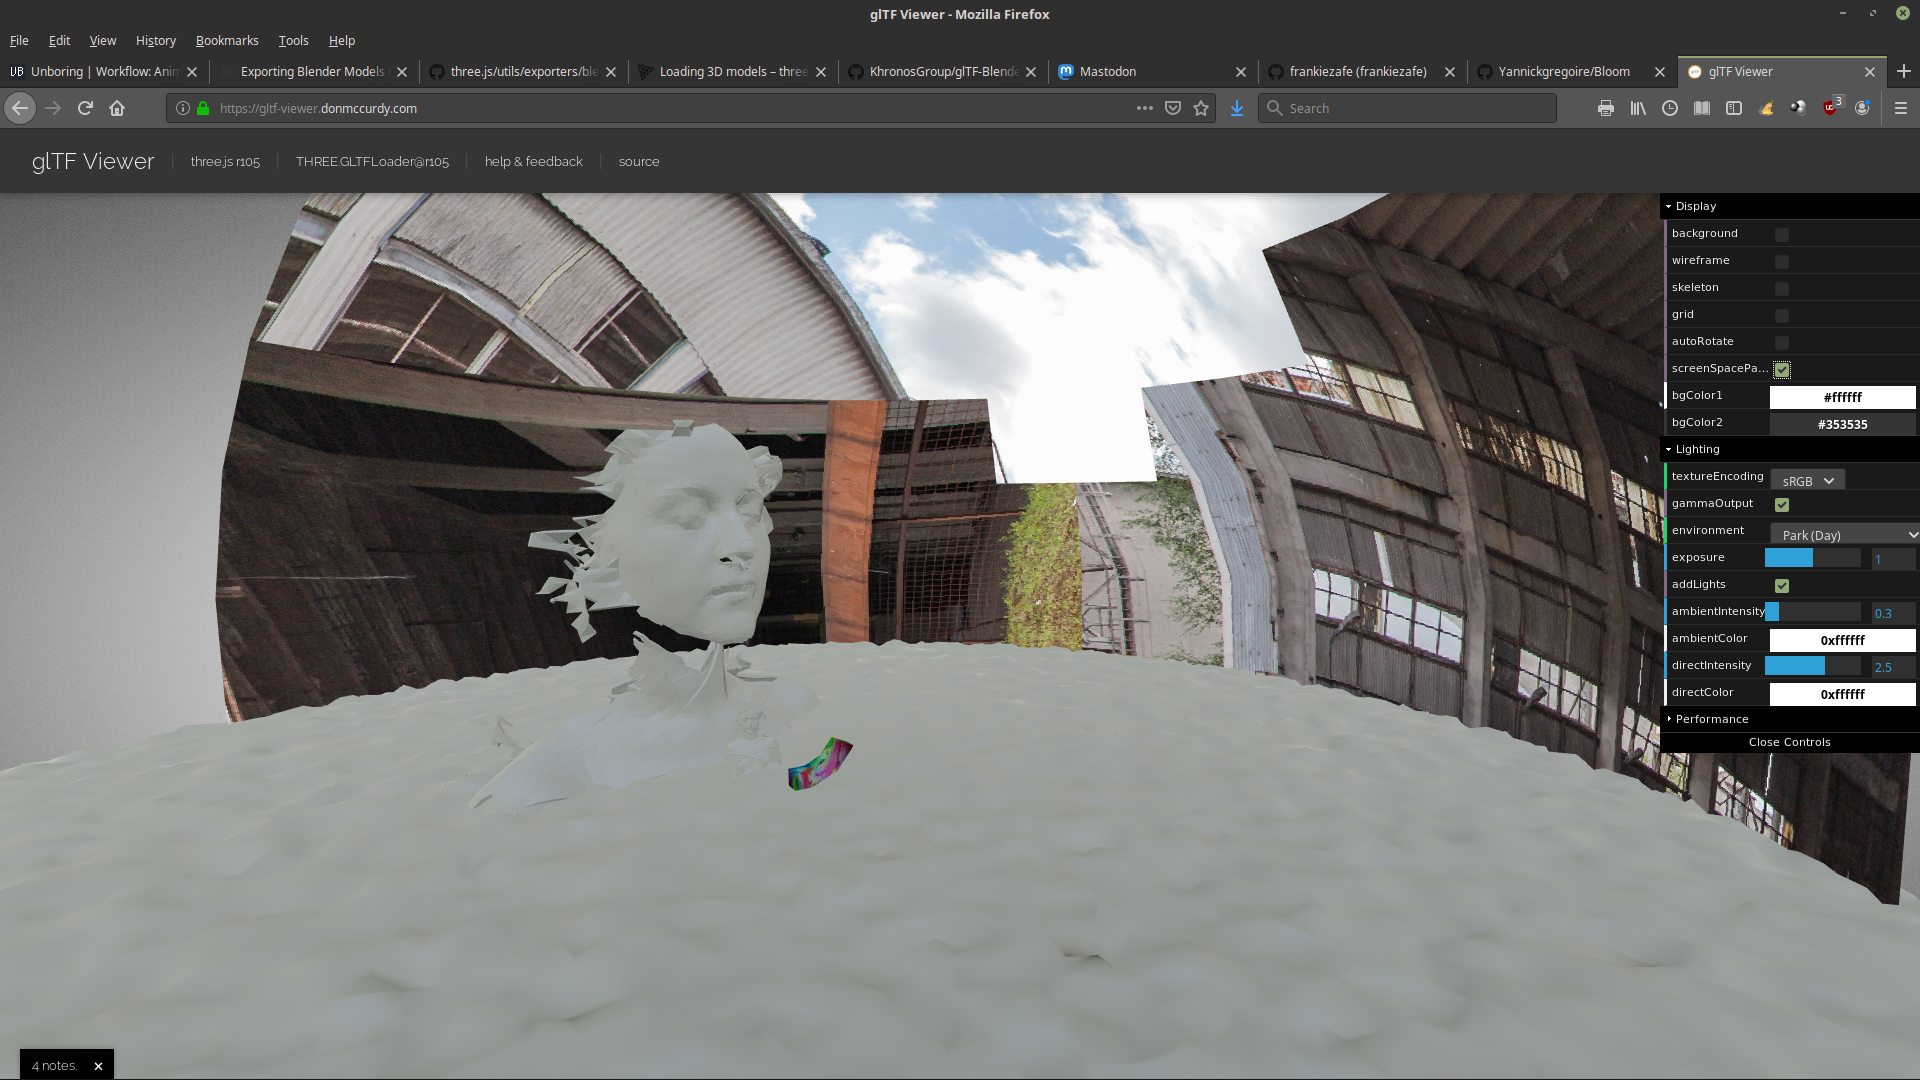 glTF Viewer - Mozilla Firefox
File Edit View History Bookmarks Tools Help
Unboring | Workflow: Anim
Exporting Blender Models
three.js/utils/exporters/ble
Loading 3D models – three
KhronosGroup/glTF-Blende
Mastodon
frankiezafe (frankiezafe)
Yannickgregoire/Bloom
glTF Viewer
https://gltf-viewer.donmccurdy.com
Search
3
glTF Viewer
three.js r105
THREE.GLTFLoader@r105
help & feedback
source
Display
background
wireframe
skeleton
grid
autoRotate
screenSpacePa...
bgColor1 #ffffff
bgColor2 #353535
Lighting
textureEncoding sRGB
gammaOutput
environment Park (Day)
exposure 1
addLights
ambientIntensity 0.3
ambientColor 0xffffff
directIntensity 2.5
directColor 0xffffff
Performance
Close Controls
4 notes.